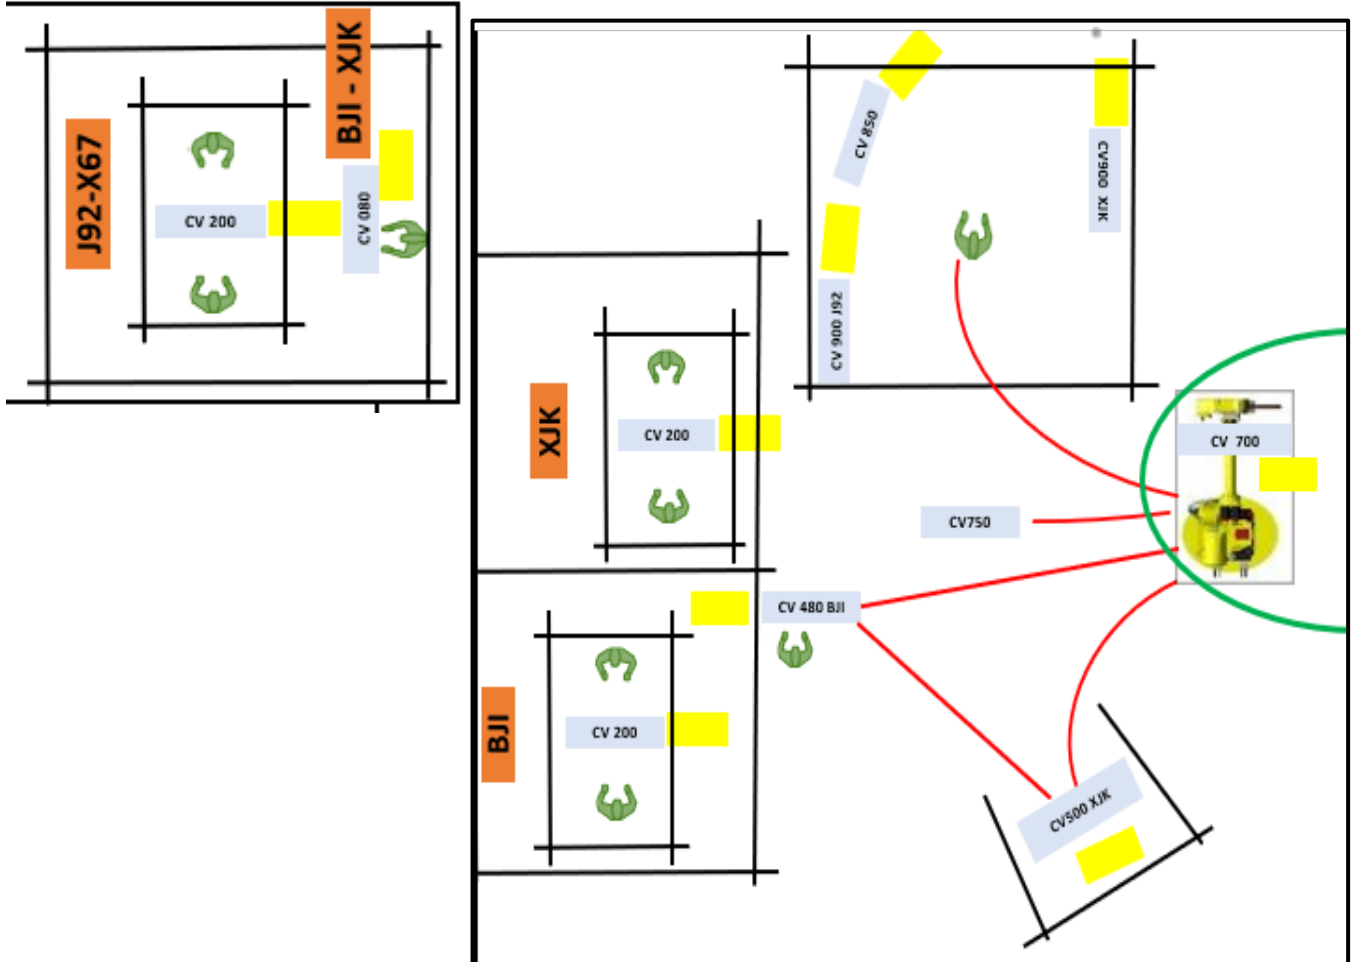 J92-X67
BJI - XJK
CV 200
CV 080
CV 850
CV900 XJK
CV 900 J92
XJK
CV 200
CV 700
CV750
CV 480 BJI
BJI
CV 200
CV500 XJK